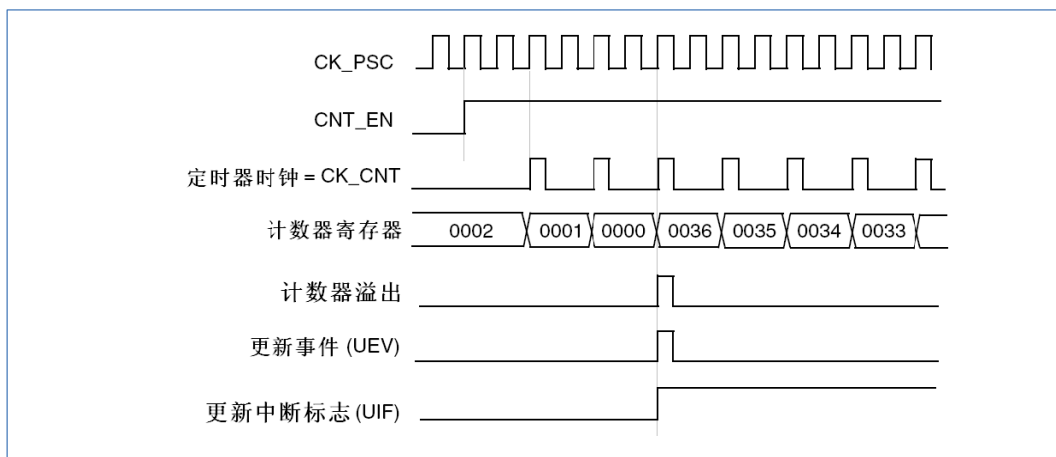 CK_PSC
CNT_EN
定时器时钟 = CK_CNT
计数器寄存器
0002 0001 0000 0036 0035 0034 0033
计数器溢出
更新事件 (UEV)
更新中断标志 (UIF)